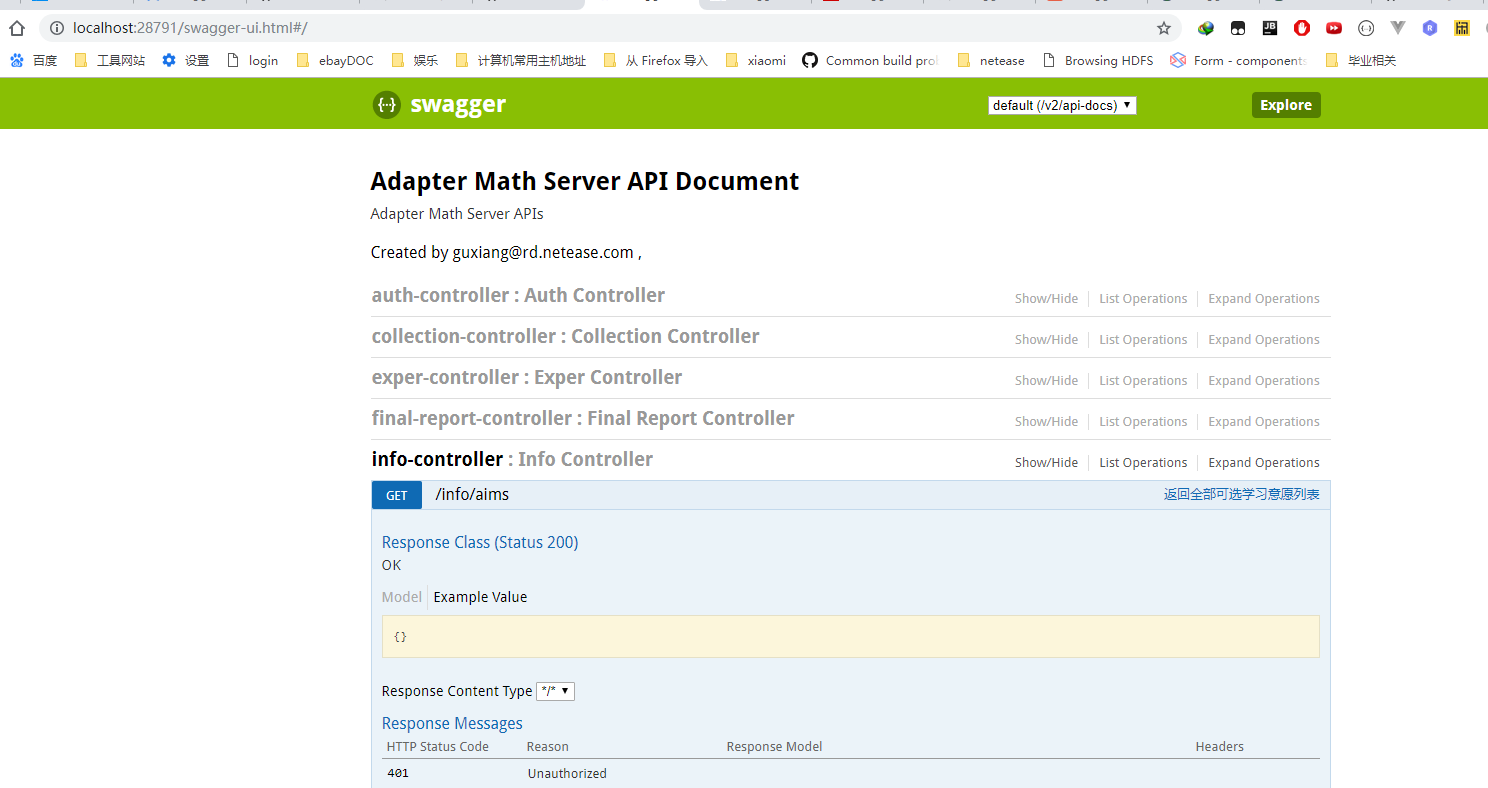 localhost:28791/swagger-ui.html#/
百度 工具网站 设置 login ebayDOC 娱乐 计算机常用主机地址 从 Firefox 导入 xiaomi Common build prol netease Browsing HDFS Form - components 毕业相关
{··} swagger default (/v2/api-docs) ▼ Explore
Adapter Math Server API Document
Adapter Math Server APIs
Created by guxiang@rd.netease.com ,
auth-controller : Auth Controller Show/Hide List Operations Expand Operations
collection-controller : Collection Controller Show/Hide List Operations Expand Operations
exper-controller : Exper Controller Show/Hide List Operations Expand Operations
final-report-controller : Final Report Controller Show/Hide List Operations Expand Operations
info-controller : Info Controller Show/Hide List Operations Expand Operations
GET /info/aims 返回全部可选学习意愿列表
Response Class (Status 200)
OK
Model Example Value
{}
Response Content Type */* ▼
Response Messages
HTTP Status Code Reason Response Model Headers
401 Unauthorized